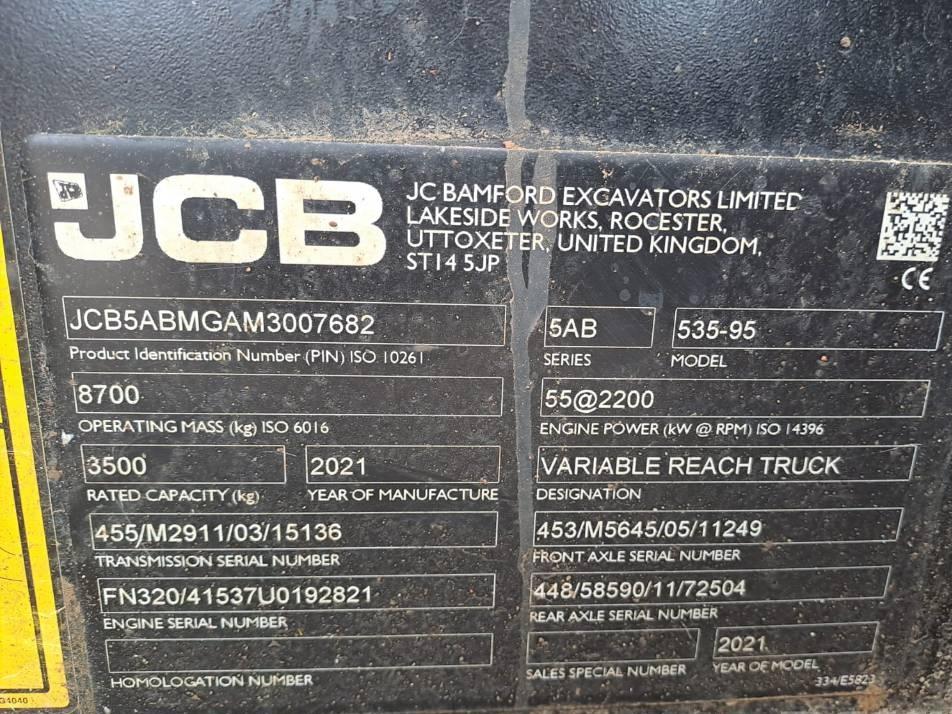 JCB
JC BAMFORD EXCAVATORS LIMITED
LAKESIDE WORKS, ROCESTER,
UTTOXETER, UNITED KINGDOM,
ST14 5JP
CE
JCB5ABMGAM3007682
Product Identification Number (PIN) ISO 10261
5AB
SERIES
535-95
MODEL
8700
OPERATING MASS (kg) ISO 6016
55@2200
ENGINE POWER (kW @ RPM) ISO 14396
3500
RATED CAPACITY (kg)
2021
YEAR OF MANUFACTURE
VARIABLE REACH TRUCK
DESIGNATION
455/M2911/03/15136
TRANSMISSION SERIAL NUMBER
453/M5645/05/11249
FRONT AXLE SERIAL NUMBER
FN320/41537U0192821
ENGINE SERIAL NUMBER
448/58590/11/72504
REAR AXLE SERIAL NUMBER
HOMOLOGATION NUMBER
SALES SPECIAL NUMBER
2021
YEAR OF MODEL
334/E5823